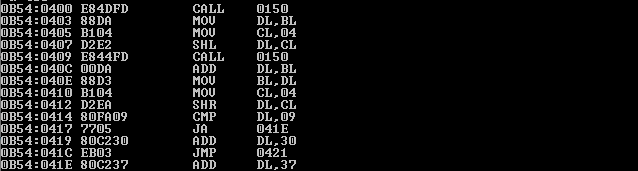 0B54:0400 E84DFD CALL 0150
0B54:0403 88DA MOV DL,BL
0B54:0405 B104 MOV CL,04
0B54:0407 D2E2 SHL DL,CL
0B54:0409 E844FD CALL 0150
0B54:040C 00DA ADD DL,BL
0B54:040E 88D3 MOV BL,DL
0B54:0410 B104 MOV CL,04
0B54:0412 D2EA SHR DL,CL
0B54:0414 80FA09 CMP DL,09
0B54:0417 7705 JA 041E
0B54:0419 80C230 ADD DL,30
0B54:041C EB03 JMP 0421
0B54:041E 80C237 ADD DL,37